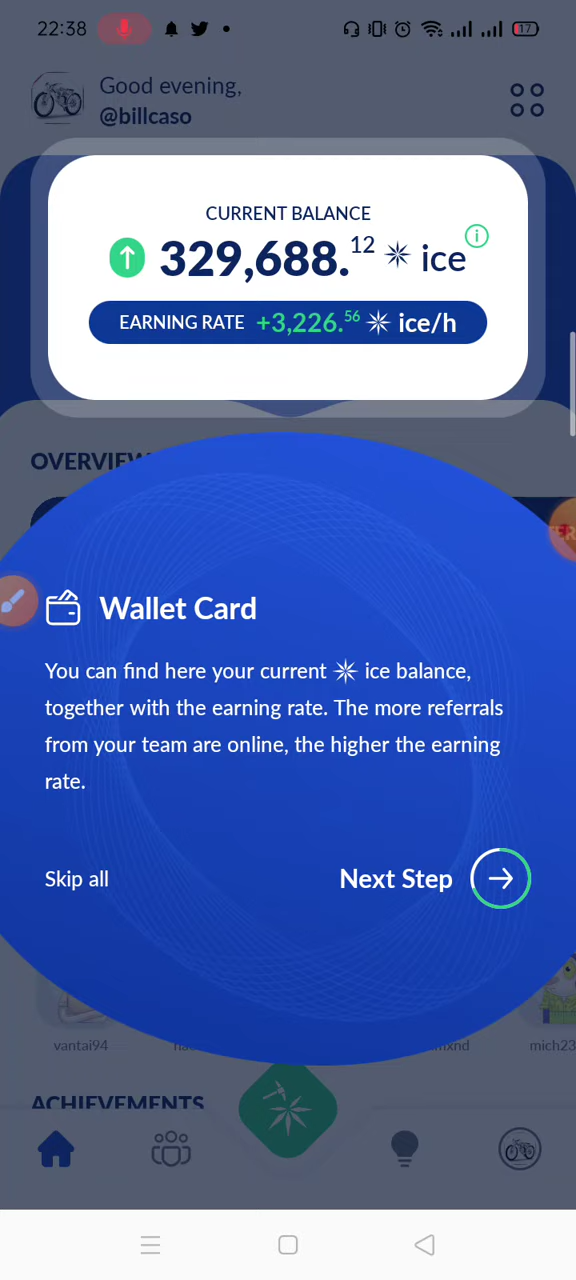 22:38
17
Good evening,
@billcaso
CURRENT BALANCE
329,688.12 ice
EARNING RATE +3,226.56 ice/h
OVERVIEW
Wallet Card
You can find here your current ice balance,
together with the earning rate. The more referrals
from your team are online, the higher the earning
rate.
Skip all
Next Step
vantai94
mich23
ACHIEVEMENTS